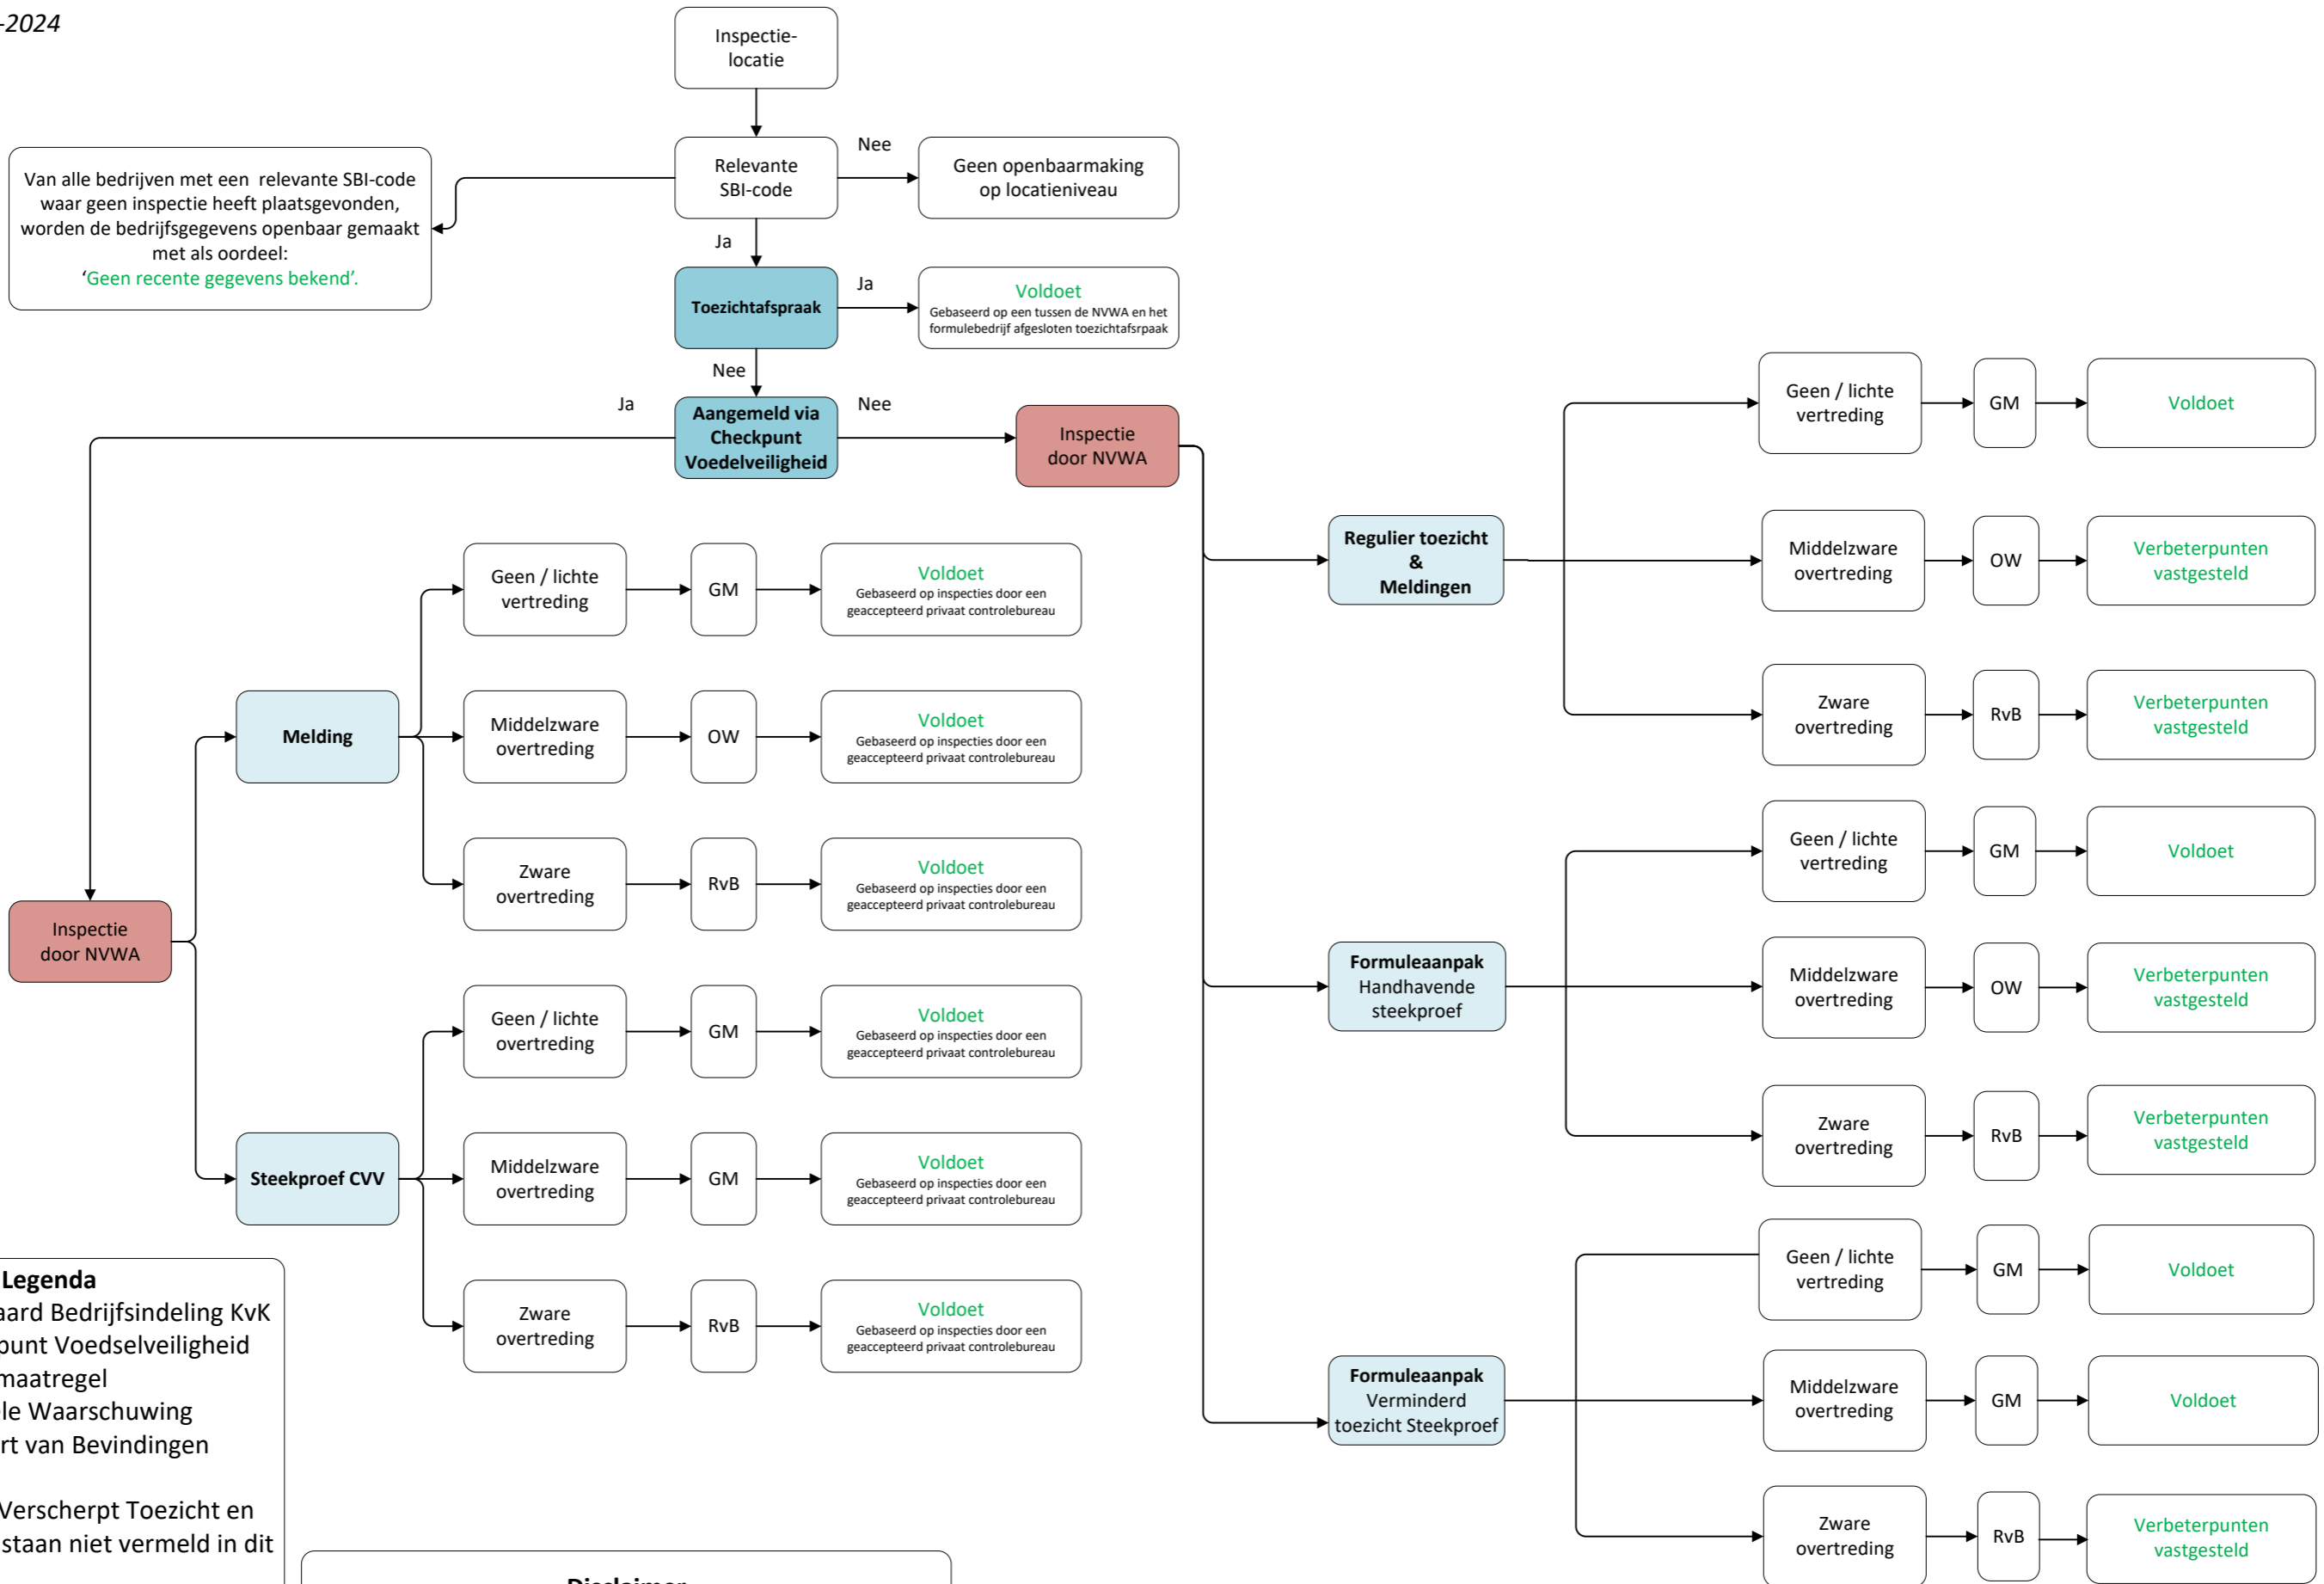 -2024
Inspectie-
locatie
Relevante
SBI-code
Nee
Geen openbaarmaking
op locatieniveau
Van alle bedrijven met een relevante SBI-code
waar geen inspectie heeft plaatsgevonden,
worden de bedrijfsgegevens openbaar gemaakt
met als oordeel:
‘Geen recente gegevens bekend’.
Ja
Toezichtafspraak
Ja
Voldoet
Gebaseerd op een tussen de NVWA en het
formulebedrijf afgesloten toezichtafsrpaak
Nee
Ja
Aangemeld via
Checkpunt
Voedelveiligheid
Nee
Inspectie
door NVWA
Inspectie
door NVWA
Melding
Geen / lichte
vertreding
GM
Voldoet
Gebaseerd op inspecties door een
geaccepteerd privaat controlebureau
Middelzware
overtreding
OW
Voldoet
Gebaseerd op inspecties door een
geaccepteerd privaat controlebureau
Zware
overtreding
RvB
Voldoet
Gebaseerd op inspecties door een
geaccepteerd privaat controlebureau
Steekproef CVV
Geen / lichte
overtreding
GM
Voldoet
Gebaseerd op inspecties door een
geaccepteerd privaat controlebureau
Middelzware
overtreding
GM
Voldoet
Gebaseerd op inspecties door een
geaccepteerd privaat controlebureau
Zware
overtreding
RvB
Voldoet
Gebaseerd op inspecties door een
geaccepteerd privaat controlebureau
Regulier toezicht
&
Meldingen
Geen / lichte
vertreding
GM
Voldoet
Middelzware
overtreding
OW
Verbeterpunten
vastgesteld
Zware
overtreding
RvB
Verbeterpunten
vastgesteld
Formuleaanpak
Handhavende
steekproef
Geen / lichte
vertreding
GM
Voldoet
Middelzware
overtreding
OW
Verbeterpunten
vastgesteld
Zware
overtreding
RvB
Verbeterpunten
vastgesteld
Formuleaanpak
Verminderd
toezicht Steekproef
Geen / lichte
vertreding
GM
Voldoet
Middelzware
overtreding
GM
Voldoet
Zware
overtreding
RvB
Verbeterpunten
vastgesteld
Legenda
aard Bedrijfsindeling KvK
punt Voedselveiligheid
maatregel
le Waarschuwing
rt van Bevindingen
Verscherpt Toezicht en
staan niet vermeld in dit